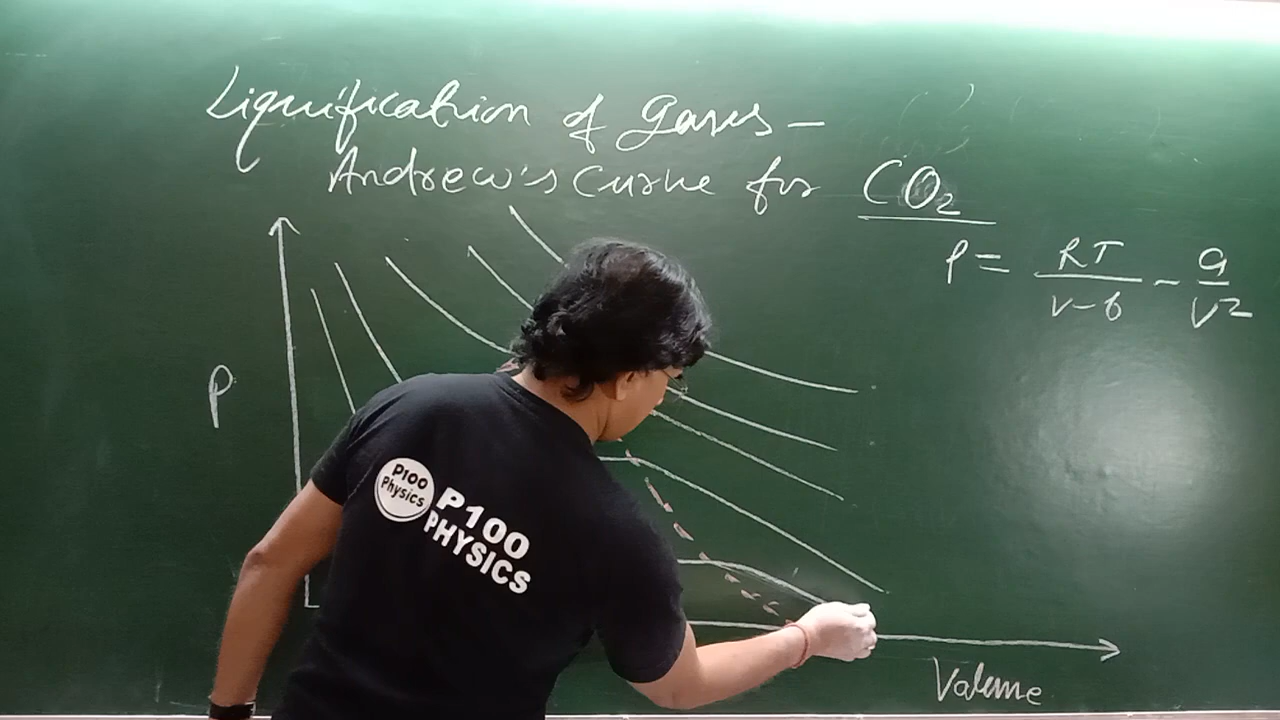 Liquification of Gases –
Andrew's Curve for CO₂
P = RT/V-b - a/V²
P
P100
Physics
P100
PHYSICS
Volume